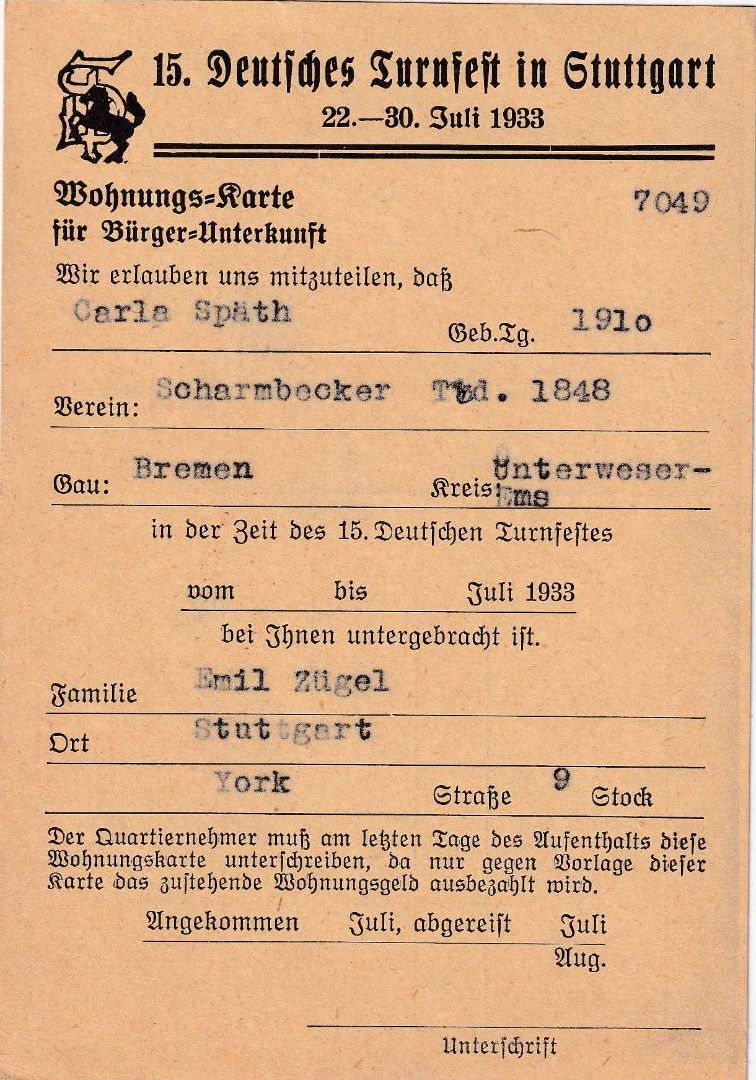 15. Deutsches Turnfest in Stuttgart
22.—30. Juli 1933
Wohnungs-Karte 7049
für Bürger-Unterkunft
Wir erlauben uns mitzuteilen, daß
Carla Späth Geb.Tg. 191o
Verein: Scharmbecker Tbd. 1848
Gau: Bremen Kreis: Unterweser-
Ems
in der Zeit des 15. Deutschen Turnfestes
vom bis Juli 1933
bei Ihnen untergebracht ist.
Familie Emil Zügel
Ort Stuttgart
York Straße 9 Stock
Der Quartiernehmer muß am letzten Tage des Aufenthalts diese
Wohnungskarte unterschreiben, da nur gegen Vorlage dieser
Karte das zustehende Wohnungsgeld ausbezahlt wird.
Angekommen Juli, abgereist Juli
Aug.
Unterschrift